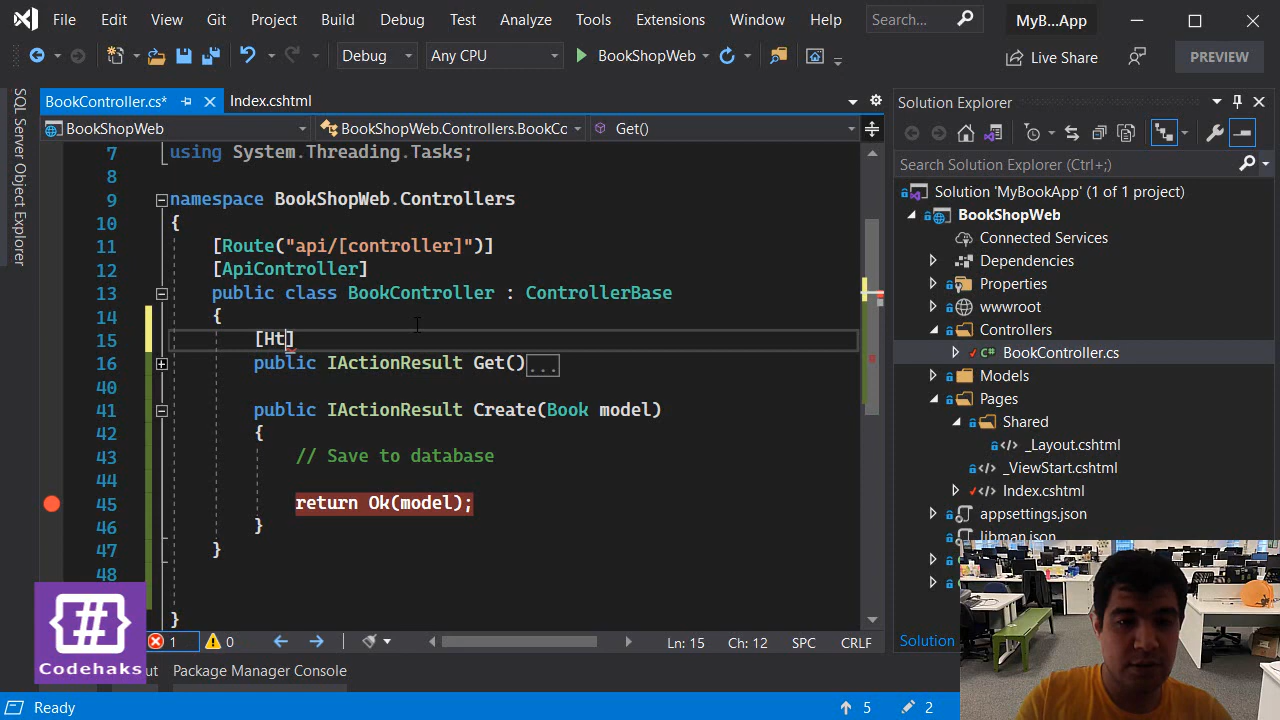 File Edit View Git Project Build Debug Test Analyze Tools Extensions Window Help Search... MyB...App
Debug Any CPU BookShopWeb Live Share PREVIEW
SQL Server Object Explorer
BookController.cs* Index.cshtml
BookShopWeb BookShopWeb.Controllers.BookCo Get()
7 using System.Threading.Tasks;
8
9 namespace BookShopWeb.Controllers
10 {
11 [Route("api/[controller]")]
12 [ApiController]
13 public class BookController : ControllerBase
14 {
15 [Ht]
16 public IActionResult Get()...
40
41 public IActionResult Create(Book model)
42 {
43 // Save to database
44
45 return Ok(model);
46 }
47 }
48
}
1 0 Ln: 15 Ch: 12 SPC CRLF
ut Package Manager Console
Ready 5 2
{#}
Codehaks
Solution Explorer
Search Solution Explorer (Ctrl+;)
Solution 'MyBookApp' (1 of 1 project)
BookShopWeb
Connected Services
Dependencies
Properties
wwwroot
Controllers
C# BookController.cs
Models
Pages
Shared
_Layout.cshtml
_ViewStart.cshtml
Index.cshtml
appsettings.json
libman.json
Solution